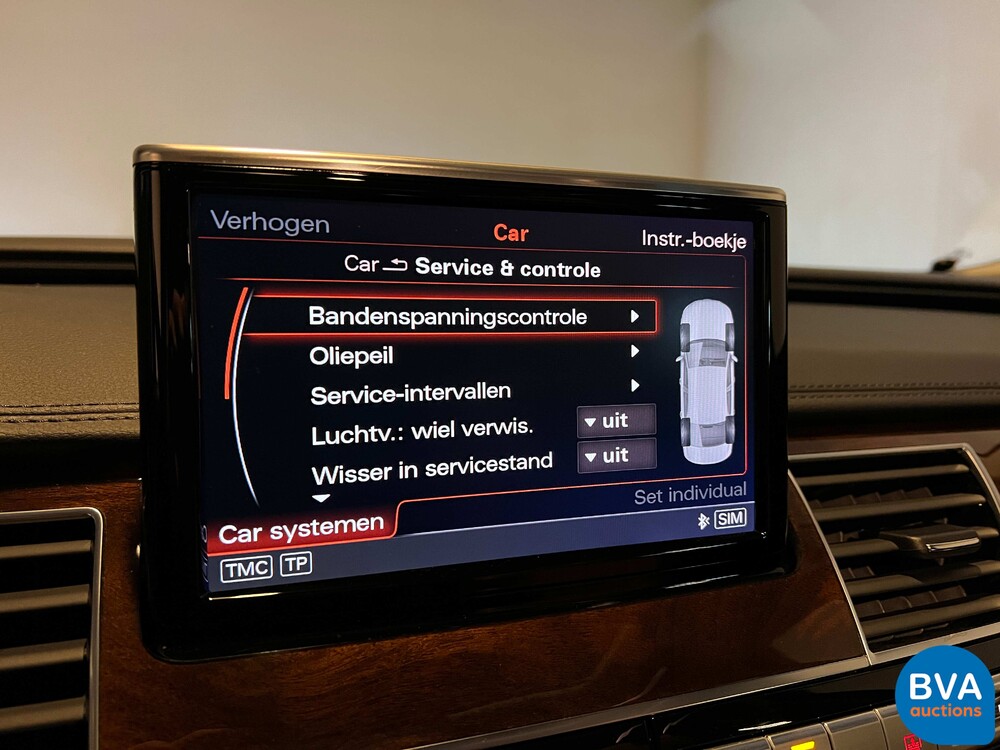 Verhogen
Car
Instr.-boekje
Car Service & controle
Bandenspanningscontrole
Oliepeil
Service-intervallen
Luchtv.: wiel verwis. uit
Wisser in servicestand uit
Set individual
Car systemen
SIM
TMC TP
BVA
auctions